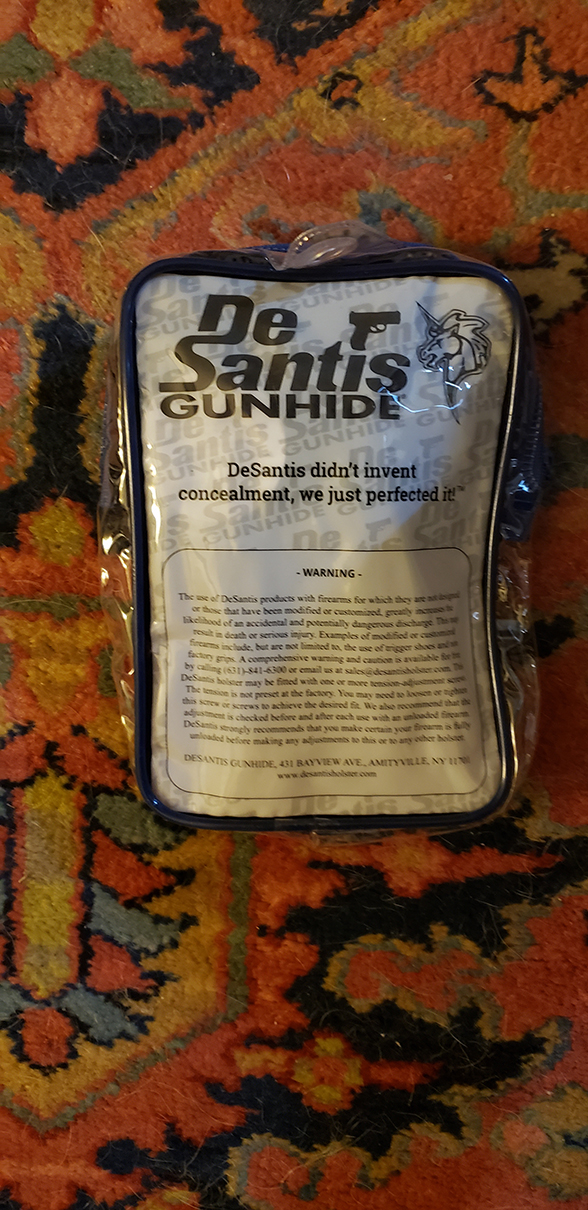 De
Santis
GUNHIDE
DeSantis didn't invent
concealment, we just perfected it!™
- WARNING -
The use of DeSantis products with firearms for which they are not designed
or those that have been modified or customized, greatly increases the
likelihood of an accidental and potentially dangerous discharge. This may
result in death or serious injury. Examples of modified or customized
firearms include, but are not limited to, the use of trigger shoes and
factory grips. A comprehensive warning and caution is available for free
by calling (631)-841-6300 or email us at sales@desantisholster.com. The
DeSantis holster may be fitted with one or more tension-adjustment screws.
The tension is not preset at the factory. You may need to loosen or tighten
this screw or screws to achieve the desired fit. We also recommend that the
adjustment is checked before and after each use with an unloaded firearm.
DeSantis strongly recommends that you make certain your firearm is fully
unloaded before making any adjustments to this or to any other holster.
DESANTIS GUNHIDE, 431 BAYVIEW AVE., AMITYVILLE, NY 11701
www.desantisholster.com